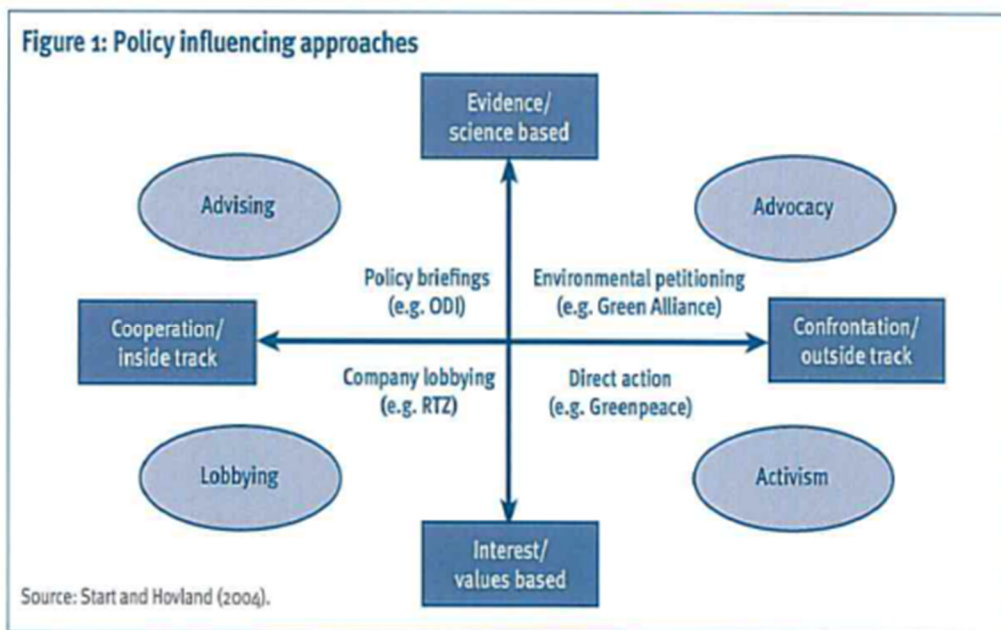 Figure 1: Policy influencing approaches
Evidence/
science based
Advising
Advocacy
Policy briefings
(e.g. ODI)
Environmental petitioning
(e.g. Green Alliance)
Cooperation/
inside track
Confrontation/
outside track
Company lobbying
(e.g. RTZ)
Direct action
(e.g. Greenpeace)
Lobbying
Activism
Interest/
values based
Source: Start and Hovland (2004).